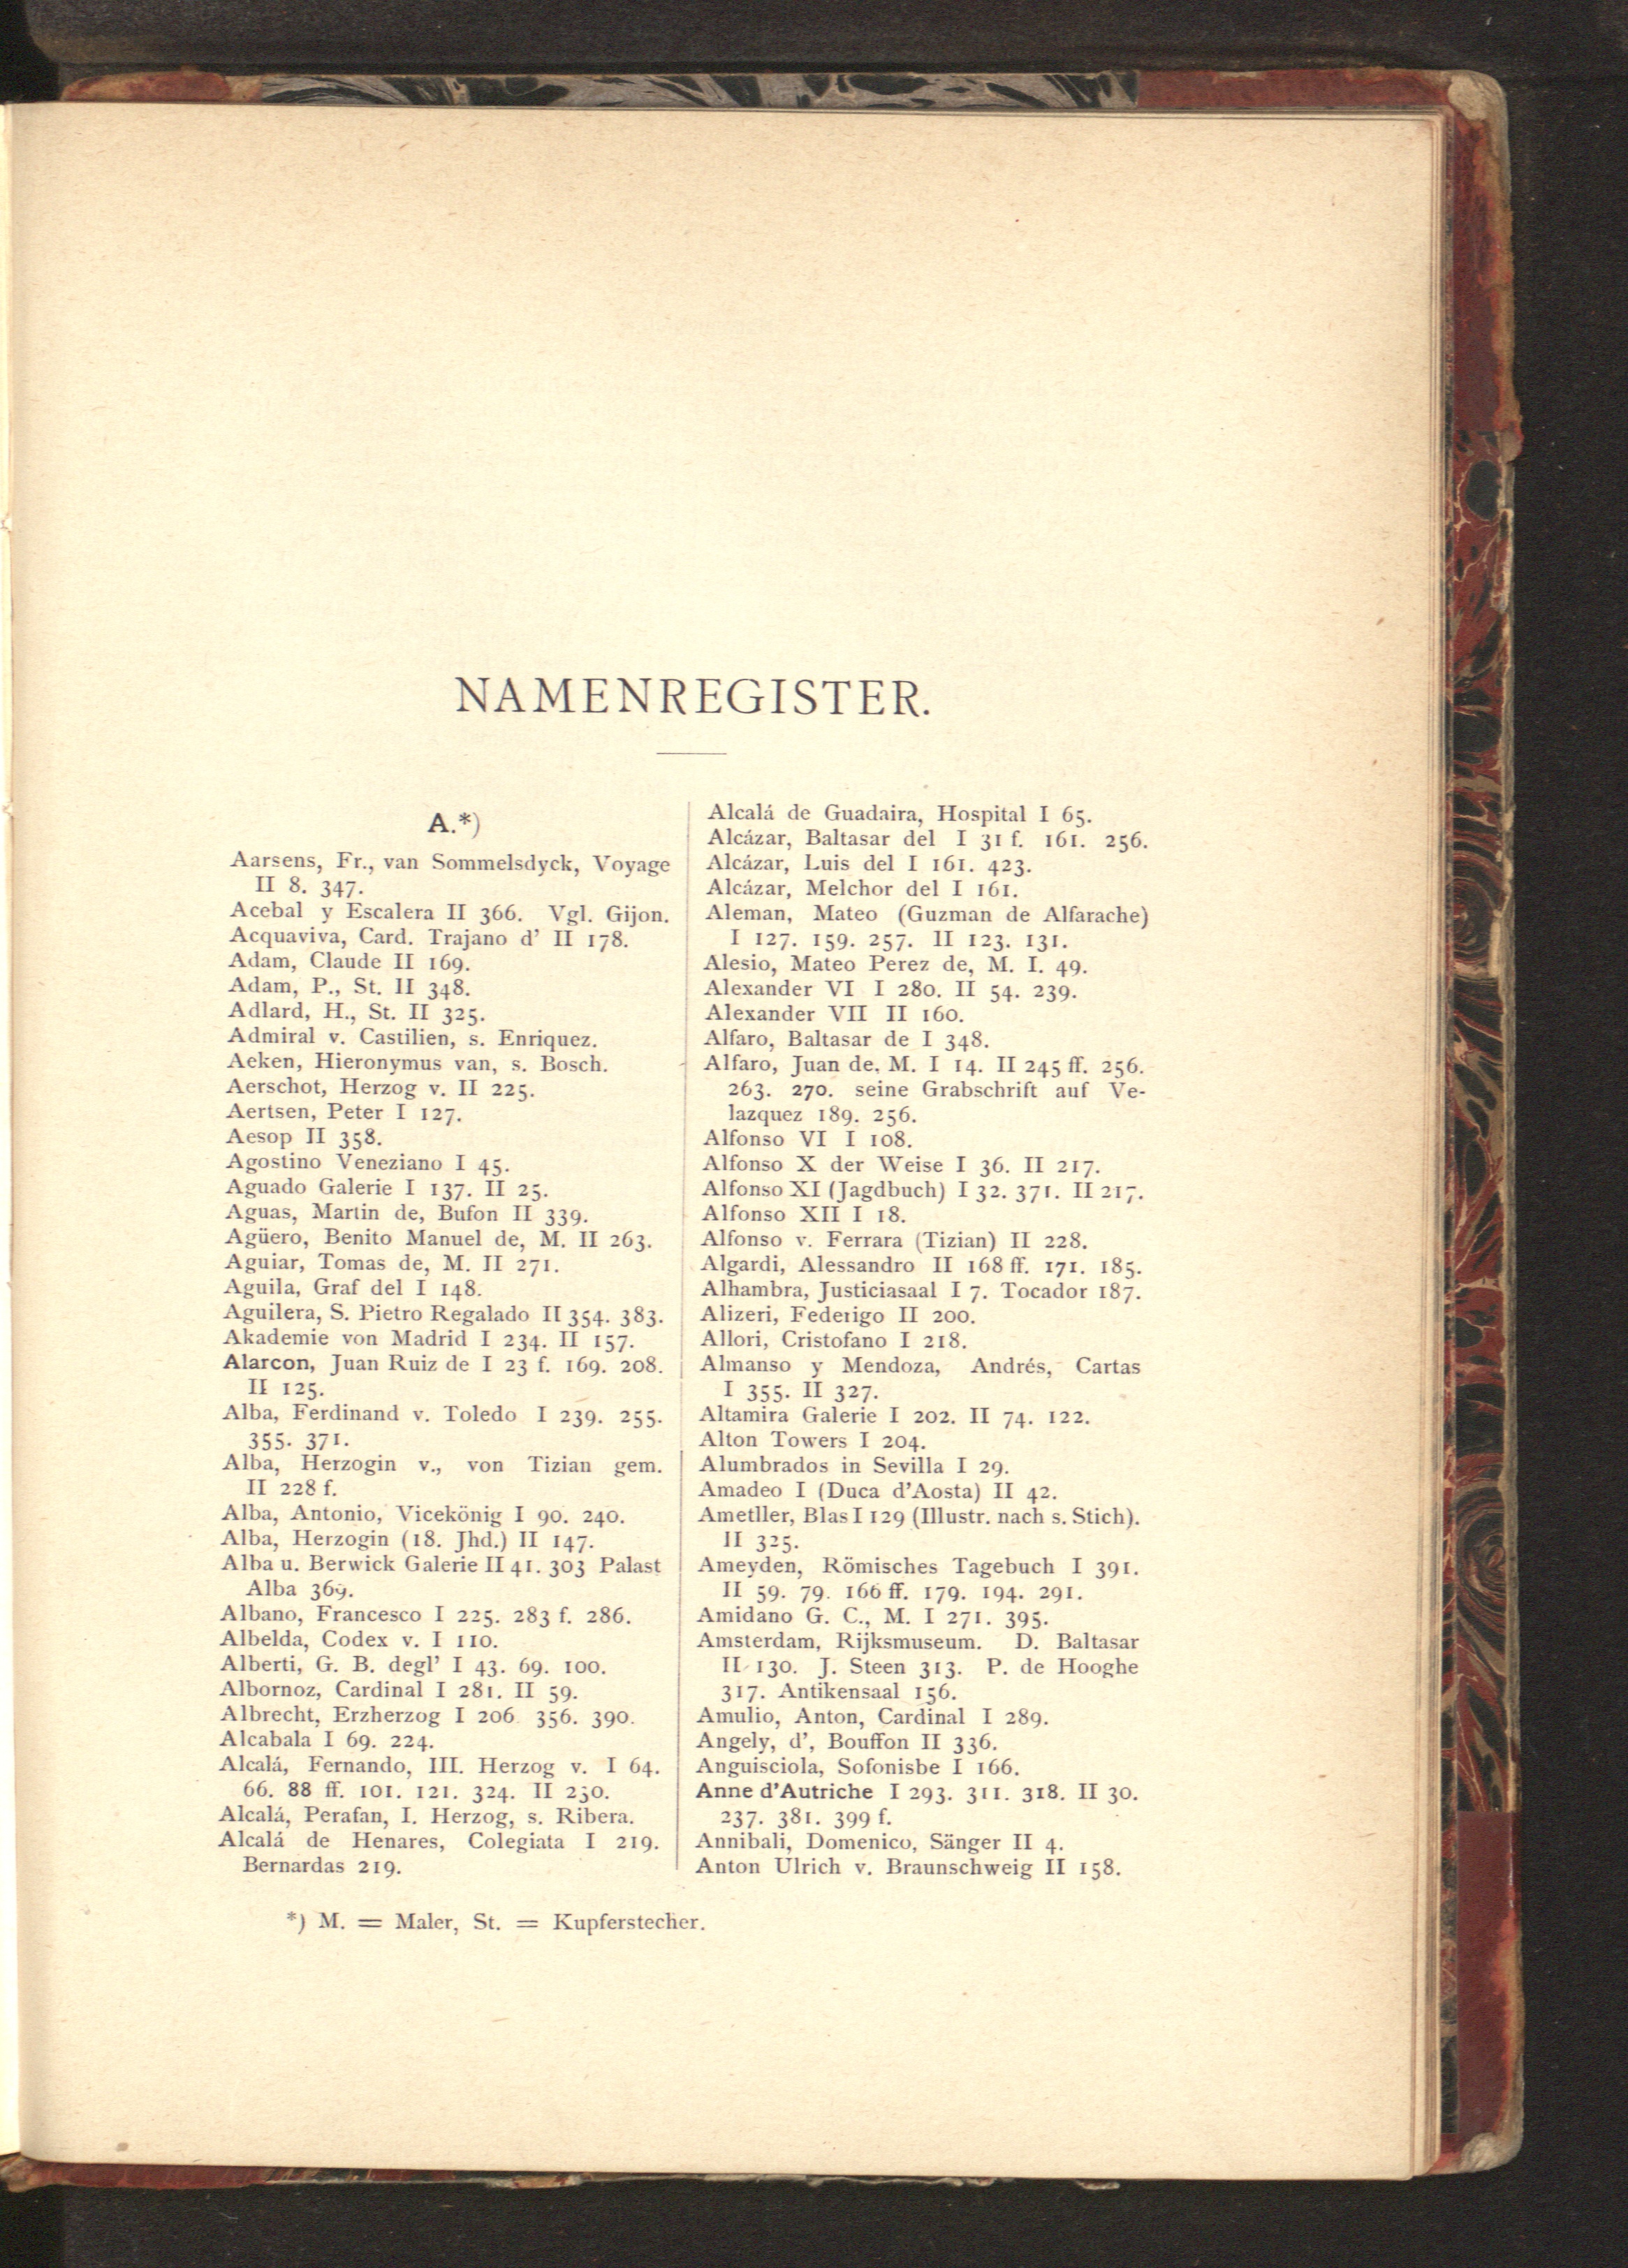 NAMENREGISTER.
A.*)
Aarsens, Fr., van Sommelsdyck, Voyage
II 8. 347.
Acebal y Escalera II 366. Vgl. Gijon.
Acquaviva, Card. Trajano d' II 178.
Adam, Claude II 169.
Adam, P., St. II 348.
Adlard, H., St. II 325.
Admiral v. Castilien, s. Enriquez.
Aeken, Hieronymus van, s. Bosch.
Aerschot, Herzog v. II 225.
Aertsen, Peter I 127.
Aesop II 358.
Agostino Veneziano I 45.
Aguado Galerie I 137. II 25.
Aguas, Martin de, Bufon II 339.
Agüero, Benito Manuel de, M. II 263.
Aguiar, Tomas de, M. II 271.
Aguila, Graf del I 148.
Aguilera, S. Pietro Regalado II 354. 383.
Akademie von Madrid I 234. II 157.
Alarcon, Juan Ruiz de I 23 f. 169. 208.
II 125.
Alba, Ferdinand v. Toledo I 239. 255.
355. 371.
Alba, Herzogin v., von Tizian gem.
II 228 f.
Alba, Antonio, Vicekönig I 90. 240.
Alba, Herzogin (18. Jhd.) II 147.
Alba u. Berwick Galerie II 41. 303 Palast
Alba 369.
Albano, Francesco I 225. 283 f. 286.
Albelda, Codex v. I 110.
Alberti, G. B. degl' I 43. 69. 100.
Albornoz, Cardinal I 281. II 59.
Albrecht, Erzherzog I 206. 356. 390.
Alcabala I 69. 224.
Alcalá, Fernando, III. Herzog v. I 64.
66. 88 ff. 101. 121. 324. II
Alcalá, Perafan, I. Herzog, s. Ribera.
Alcalá de Henares, Colegiata I 219.
Bernardas 219.
Alcalá de Guadaira, Hospital I 65.
Alcázar, Baltasar del I 31 f. 161. 256.
Alcázar, Luis del I 161. 423.
Alcázar, Melchor del I 161.
Aleman, Mateo (Guzman de Alfarache)
I 127. 159. 257. II 123. 131.
Alesio, Mateo Perez de, M. I. 49.
Alexander VI I 280. II 54. 239.
Alexander VII II 160.
Alfaro, Baltasar de I 348.
Alfaro, Juan de, M. I 14. II 245 ff. 256.
263. 270. seine Grabschrift auf Ve-
lazquez 189. 256.
Alfonso VI I 108.
Alfonso X der Weise I 36. II 217.
Alfonso XI (Jagdbuch) I 32. 371. II 217.
Alfonso XII I 18.
Alfonso v. Ferrara (Tizian) II 228.
Algardi, Alessandro II 168 ff. 171. 185.
Alhambra, Justiciasaal I 7. Tocador 187.
Alizeri, Federigo II 200.
Allori, Cristofano I 218.
Almanso y Mendoza, Andrés, Cartas
I 355. II 327.
Altamira Galerie I 202. II 74. 122.
Alton Towers I 204.
Alumbrados in Sevilla I 29.
Amadeo I (Duca d'Aosta) II 42.
Ametller, Blas I 129 (Illustr. nach s. Stich).
II 325.
Ameyden, Römisches Tagebuch I 391.
II 59. 79. 166 ff. 179. 194. 291.
Amidano G. C., M. I 271. 395.
Amsterdam, Rijksmuseum. D. Baltasar
II 130. J. Steen 313. P. de Hooghe
317. Antikensaal 156.
Amulio, Anton, Cardinal I 289.
Angely, d', Bouffon II 336.
Anguisciola, Sofonisbe I 166.
Anne d'Autriche I 293. 311. 318. II 30.
237. 381. 399 f.
Annibali, Domenico, Sänger II 4.
Anton Ulrich v. Braunschweig II 158.
*) M. = Maler, St. = Kupferstecher.